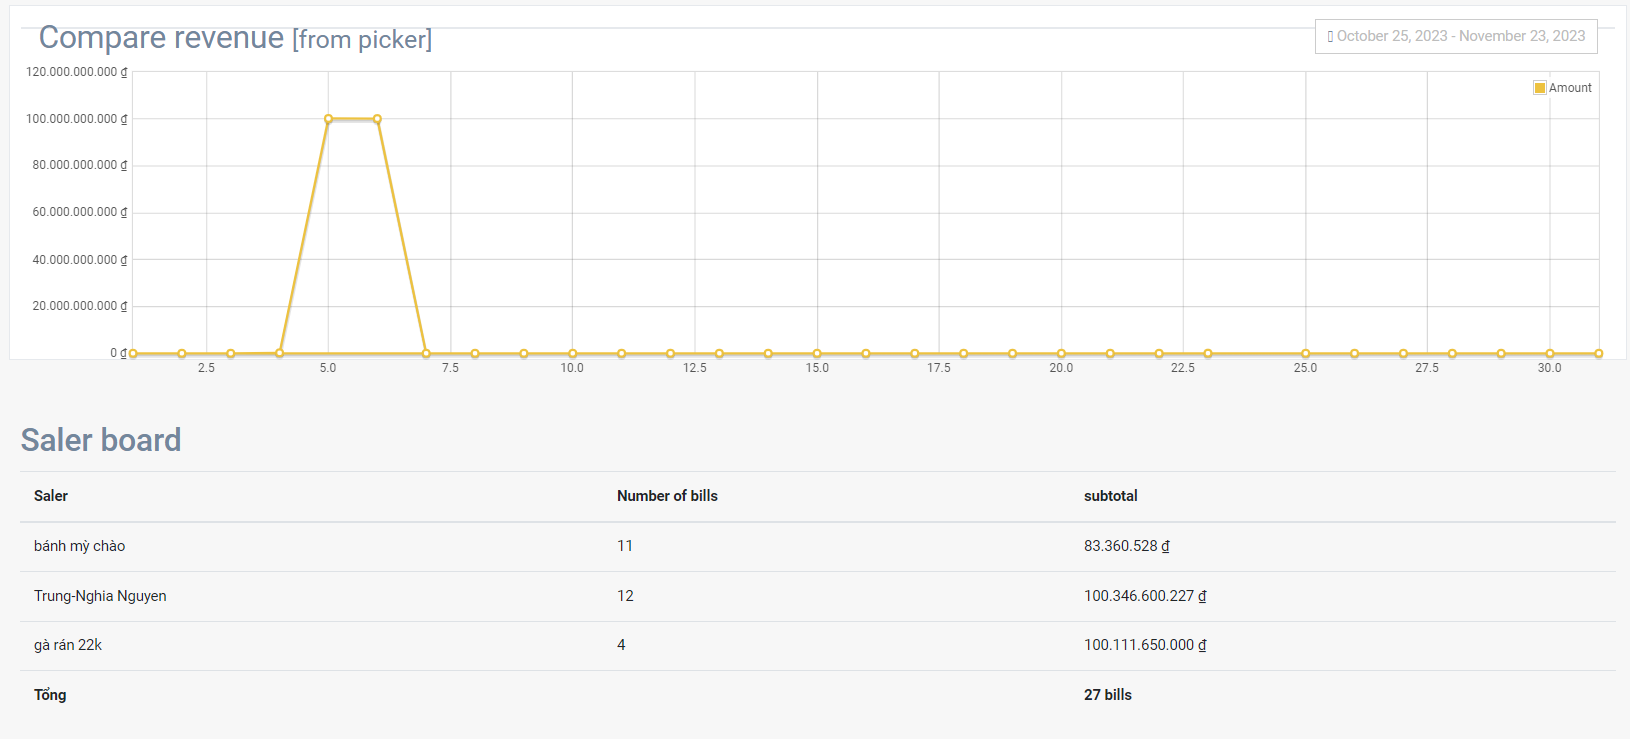 Compare revenue [from picker]
October 25, 2023 - November 23, 2023
120.000.000.000 ₫
Amount
100.000.000.000 ₫
80.000.000.000 ₫
60.000.000.000 ₫
40.000.000.000 ₫
20.000.000.000 ₫
0 ₫
2.5 5.0 7.5 10.0 12.5 15.0 17.5 20.0 22.5 25.0 27.5 30.0
Saler board
Saler Number of bills subtotal
bánh mỳ chào 11 83.360.528 ₫
Trung-Nghia Nguyen 12 100.346.600.227 ₫
gà rán 22k 4 100.111.650.000 ₫
Tổng 27 bills